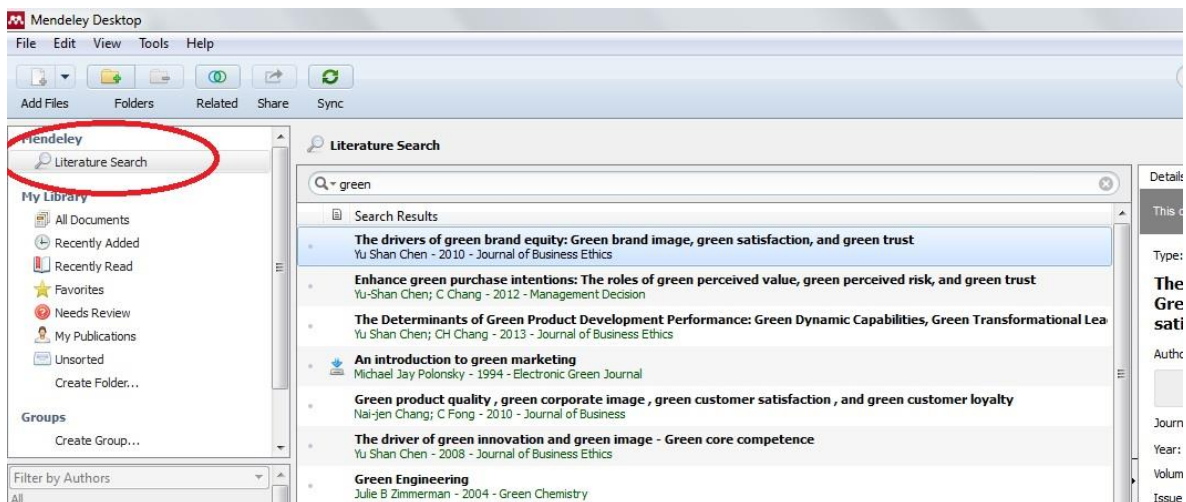 Mendeley Desktop
File Edit View Tools Help
Add Files Folders Related Share Sync
Mendeley
Literature Search
My Library
All Documents
Recently Added
Recently Read
Favorites
Needs Review
My Publications
Unsorted
Create Folder...
Groups
Create Group...
Filter by Authors
All
Literature Search
green
Search Results
The drivers of green brand equity: Green brand image, green satisfaction, and green trust
Yu Shan Chen - 2010 - Journal of Business Ethics
Enhance green purchase intentions: The roles of green perceived value, green perceived risk, and green trust
Yu-Shan Chen; C Chang - 2012 - Management Decision
The Determinants of Green Product Development Performance: Green Dynamic Capabilities, Green Transformational Lea
Yu Shan Chen; CH Chang - 2013 - Journal of Business Ethics
An introduction to green marketing
Michael Jay Polonsky - 1994 - Electronic Green Journal
Green product quality , green corporate image , green customer satisfaction , and green customer loyalty
Nai-jen Chang; C Fong - 2010 - Journal of Business
The driver of green innovation and green image - Green core competence
Yu Shan Chen - 2008 - Journal of Business Ethics
Green Engineering
Julie B Zimmerman - 2004 - Green Chemistry
Details
This
Type:
The
Gre
sati
Autho
Journ
Year:
Volum
Issue